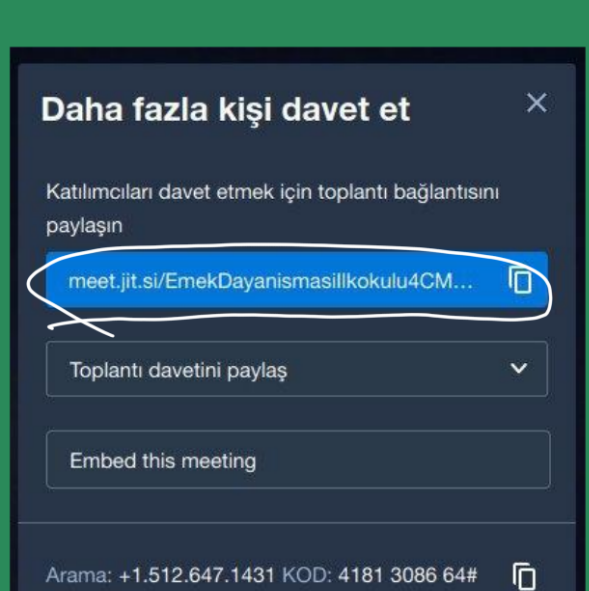 Daha fazla kişi davet et
Katılımcıları davet etmek için toplantı bağlantısını
paylaşın
meet.jit.si/EmekDayanismasiIlkokulu4CM...
Toplantı davetini paylaş
Embed this meeting
Arama: +1.512.647.1431 KOD: 4181 3086 64#